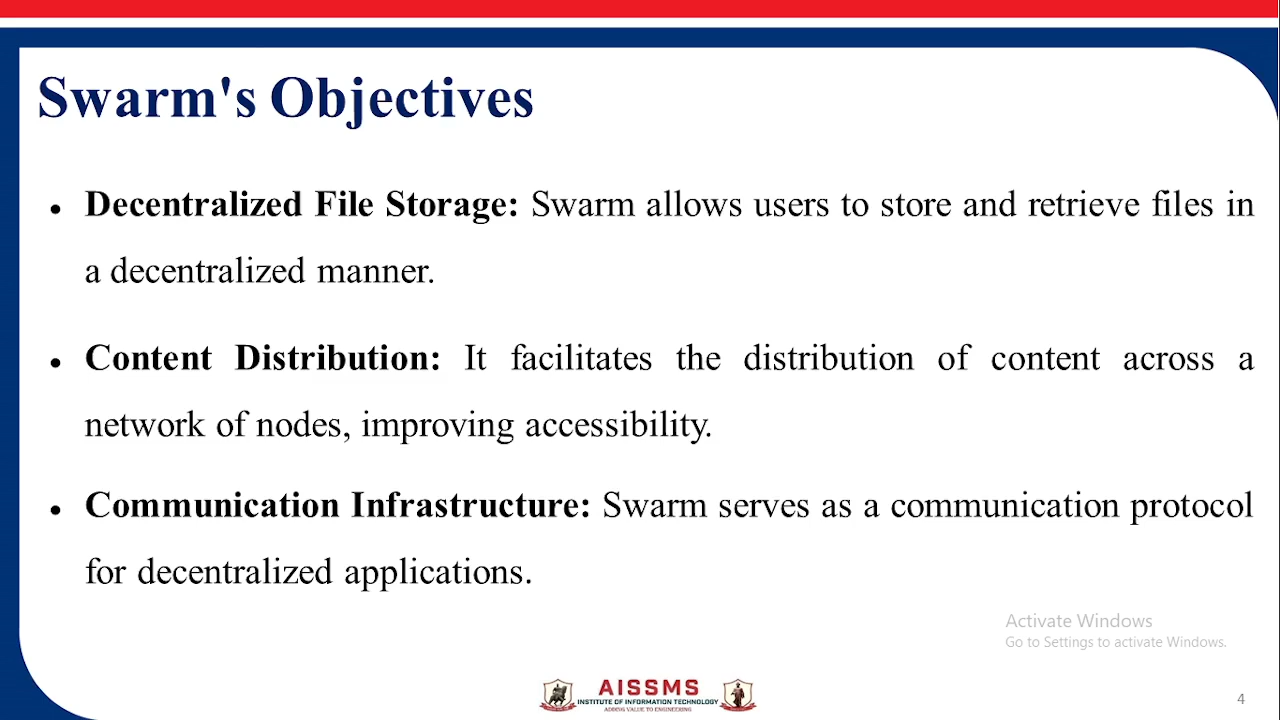 Swarm's Objectives
• Decentralized File Storage: Swarm allows users to store and retrieve files in
a decentralized manner.
• Content Distribution: It facilitates the distribution of content across a
network of nodes, improving accessibility.
• Communication Infrastructure: Swarm serves as a communication protocol
for decentralized applications.
Activate Windows
Go to Settings to activate Windows.
AISSMS
INSTITUTE OF INFORMATION TECHNOLOGY
ADDING VALUE TO ENGINEERING
4